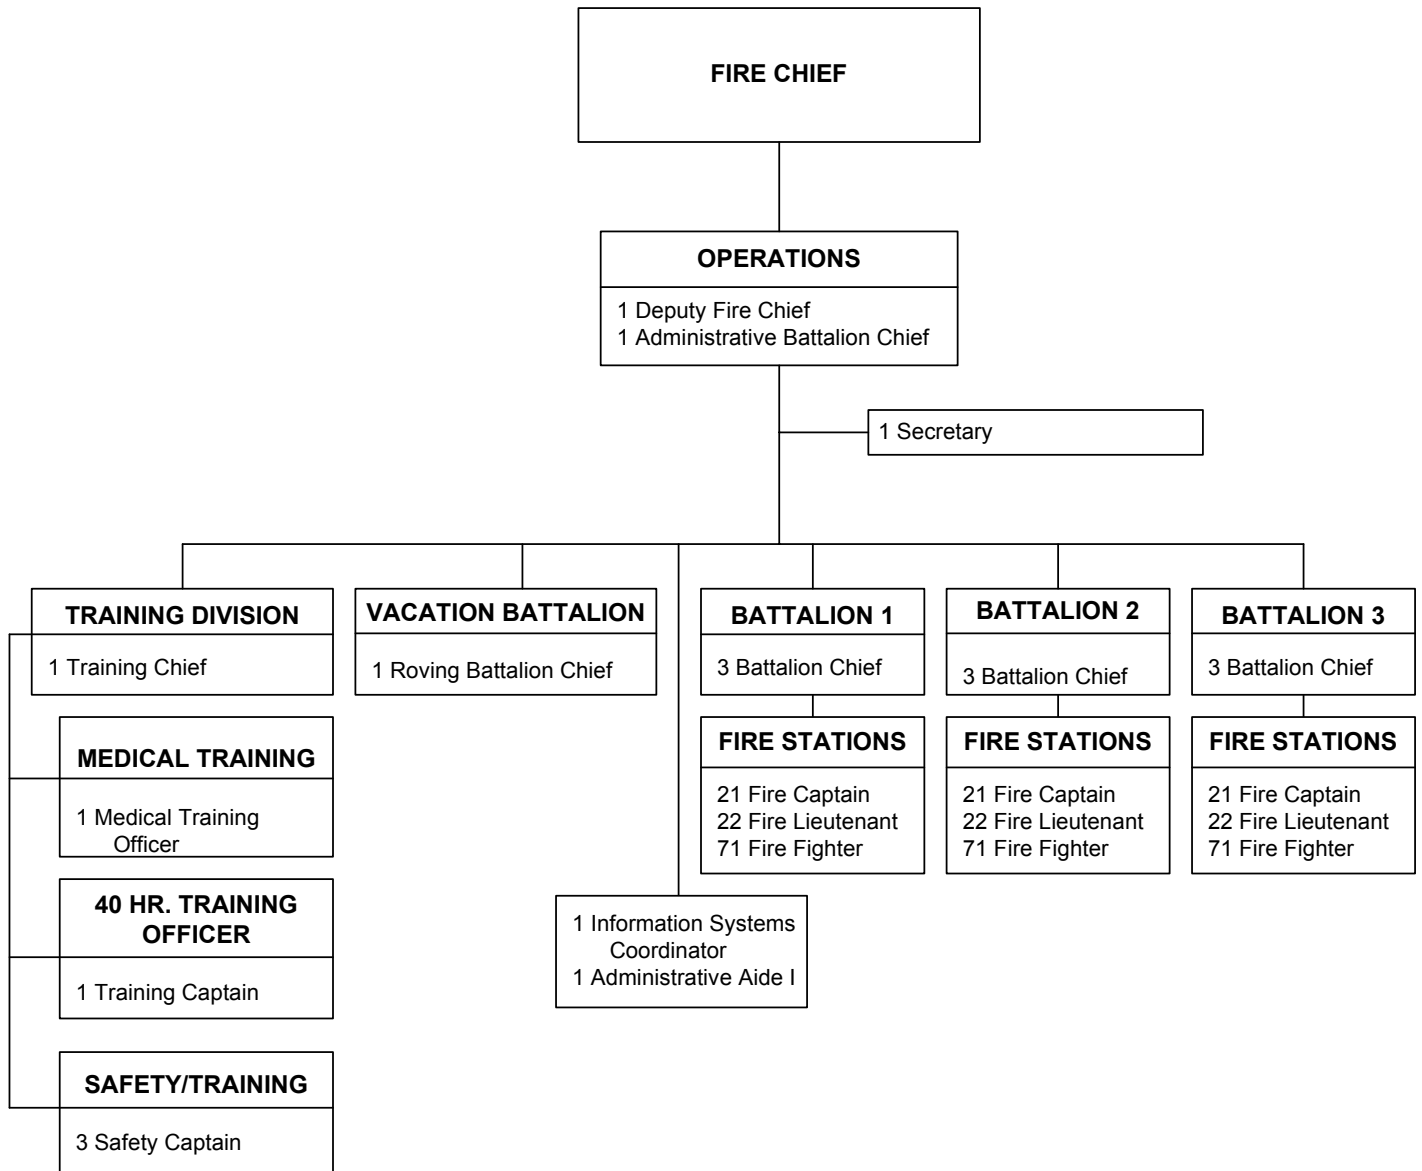 FIRE CHIEF
OPERATIONS
1 Deputy Fire Chief
1 Administrative Battalion Chief
1 Secretary
TRAINING DIVISION
1 Training Chief
MEDICAL TRAINING
1 Medical Training
Officer
40 HR. TRAINING
OFFICER
1 Training Captain
SAFETY/TRAINING
3 Safety Captain
VACATION BATTALION
1 Roving Battalion Chief
1 Information Systems
Coordinator
1 Administrative Aide I
BATTALION 1
3 Battalion Chief
FIRE STATIONS
21 Fire Captain
22 Fire Lieutenant
71 Fire Fighter
BATTALION 2
3 Battalion Chief
FIRE STATIONS
21 Fire Captain
22 Fire Lieutenant
71 Fire Fighter
BATTALION 3
3 Battalion Chief
FIRE STATIONS
21 Fire Captain
22 Fire Lieutenant
71 Fire Fighter